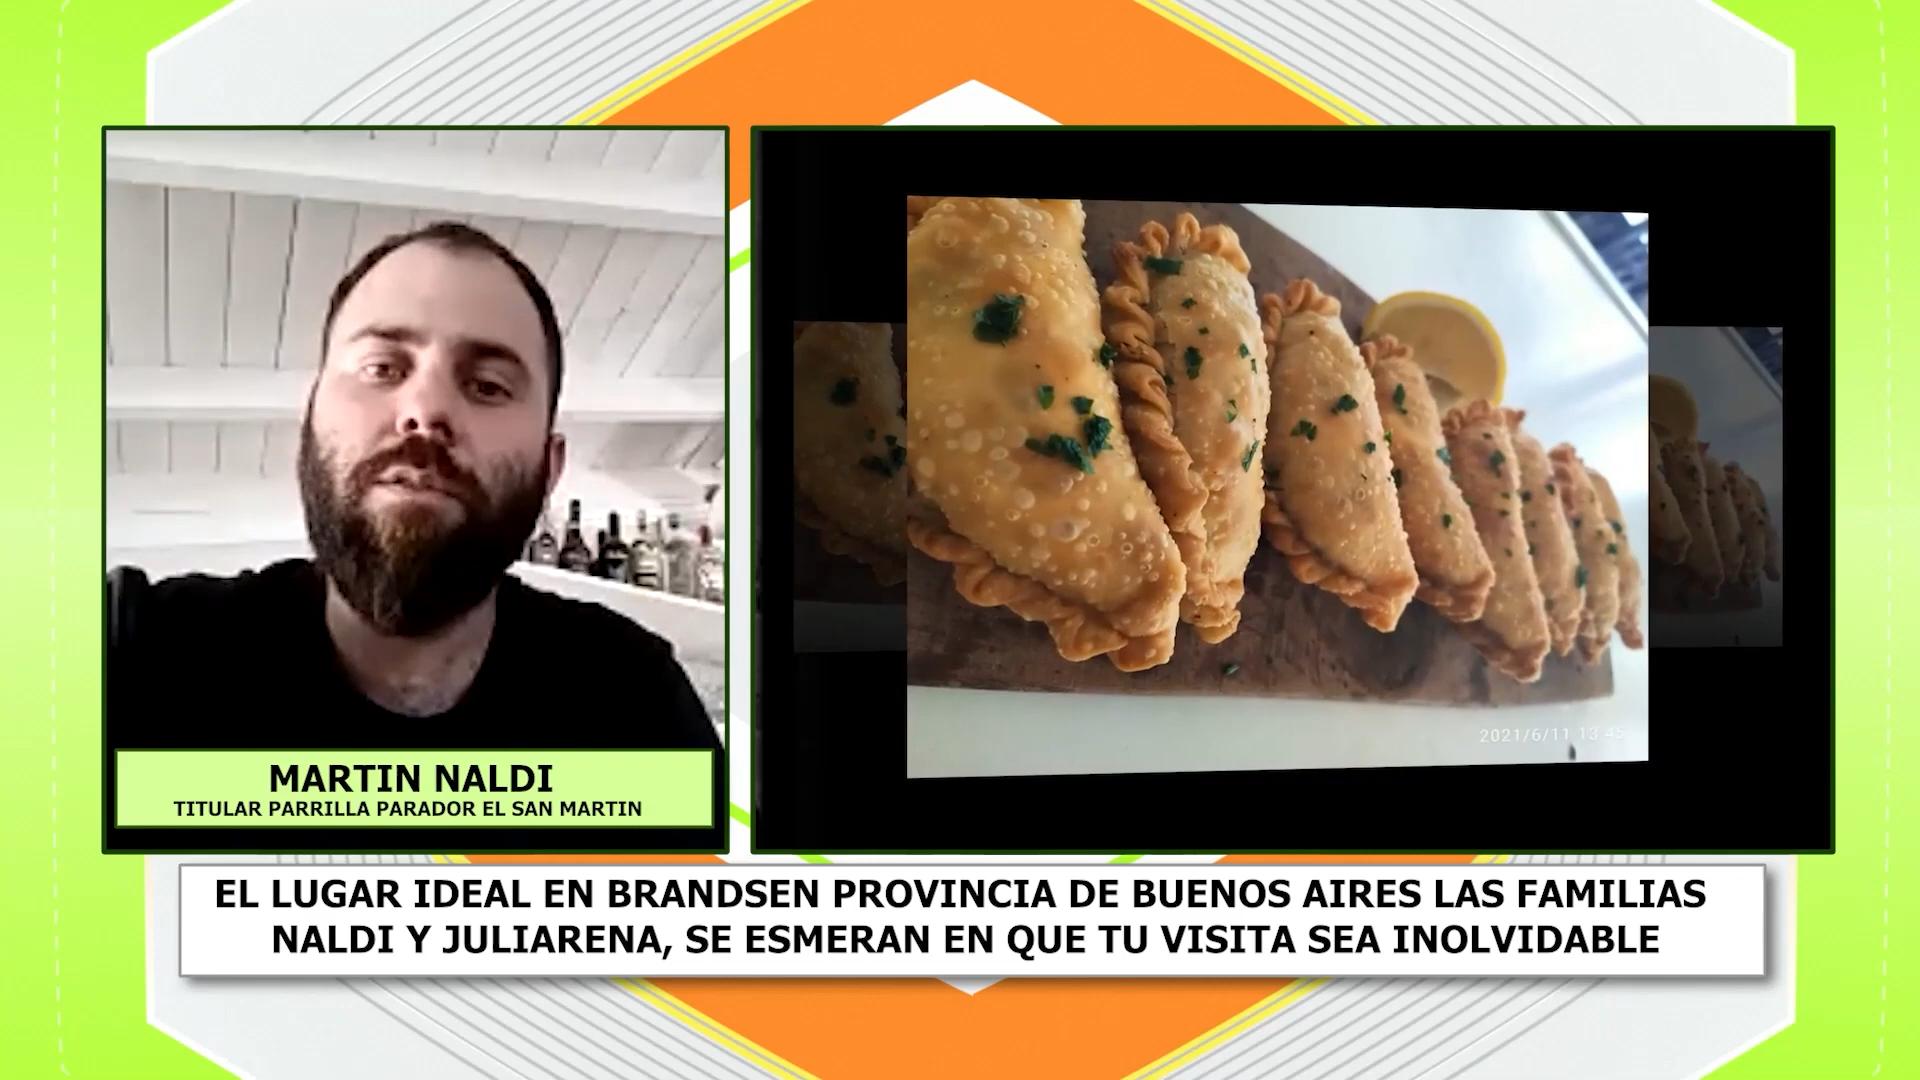 MARTIN NALDI
TITULAR PARRILLA PARADOR EL SAN MARTIN
2021/6/11 13:45
EL LUGAR IDEAL EN BRANDSEN PROVINCIA DE BUENOS AIRES LAS FAMILIAS
NALDI Y JULIARENA, SE ESMERAN EN QUE TU VISITA SEA INOLVIDABLE